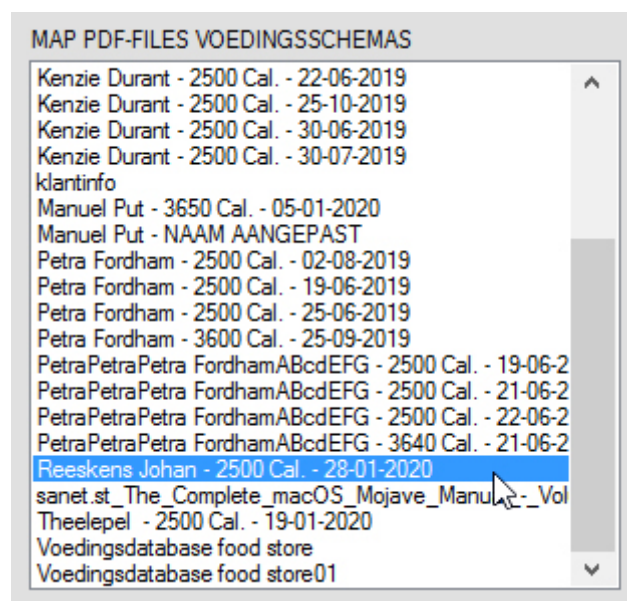 MAP PDF-FILES VOEDINGSSCHEMAS
Kenzie Durant - 2500 Cal. - 22-06-2019
Kenzie Durant - 2500 Cal. - 25-10-2019
Kenzie Durant - 2500 Cal. - 30-06-2019
Kenzie Durant - 2500 Cal. - 30-07-2019
klantinfo
Manuel Put - 3650 Cal. - 05-01-2020
Manuel Put - NAAM AANGEPAST
Petra Fordham - 2500 Cal. - 02-08-2019
Petra Fordham - 2500 Cal. - 19-06-2019
Petra Fordham - 2500 Cal. - 25-06-2019
Petra Fordham - 3600 Cal. - 25-09-2019
PetraPetraPetra FordhamABcdEFG - 2500 Cal. - 19-06-2
PetraPetraPetra FordhamABcdEFG - 2500 Cal. - 21-06-2
PetraPetraPetra FordhamABcdEFG - 2500 Cal. - 22-06-2
PetraPetraPetra FordhamABcdEFG - 3640 Cal. - 21-06-2
Reeskens Johan - 2500 Cal. - 28-01-2020
sanet.st_The_Complete_macOS_Mojave_Manu
Theelepel - 2500 Cal. - 19-01-2020
Voedingsdatabase food store
Voedingsdatabase food store01